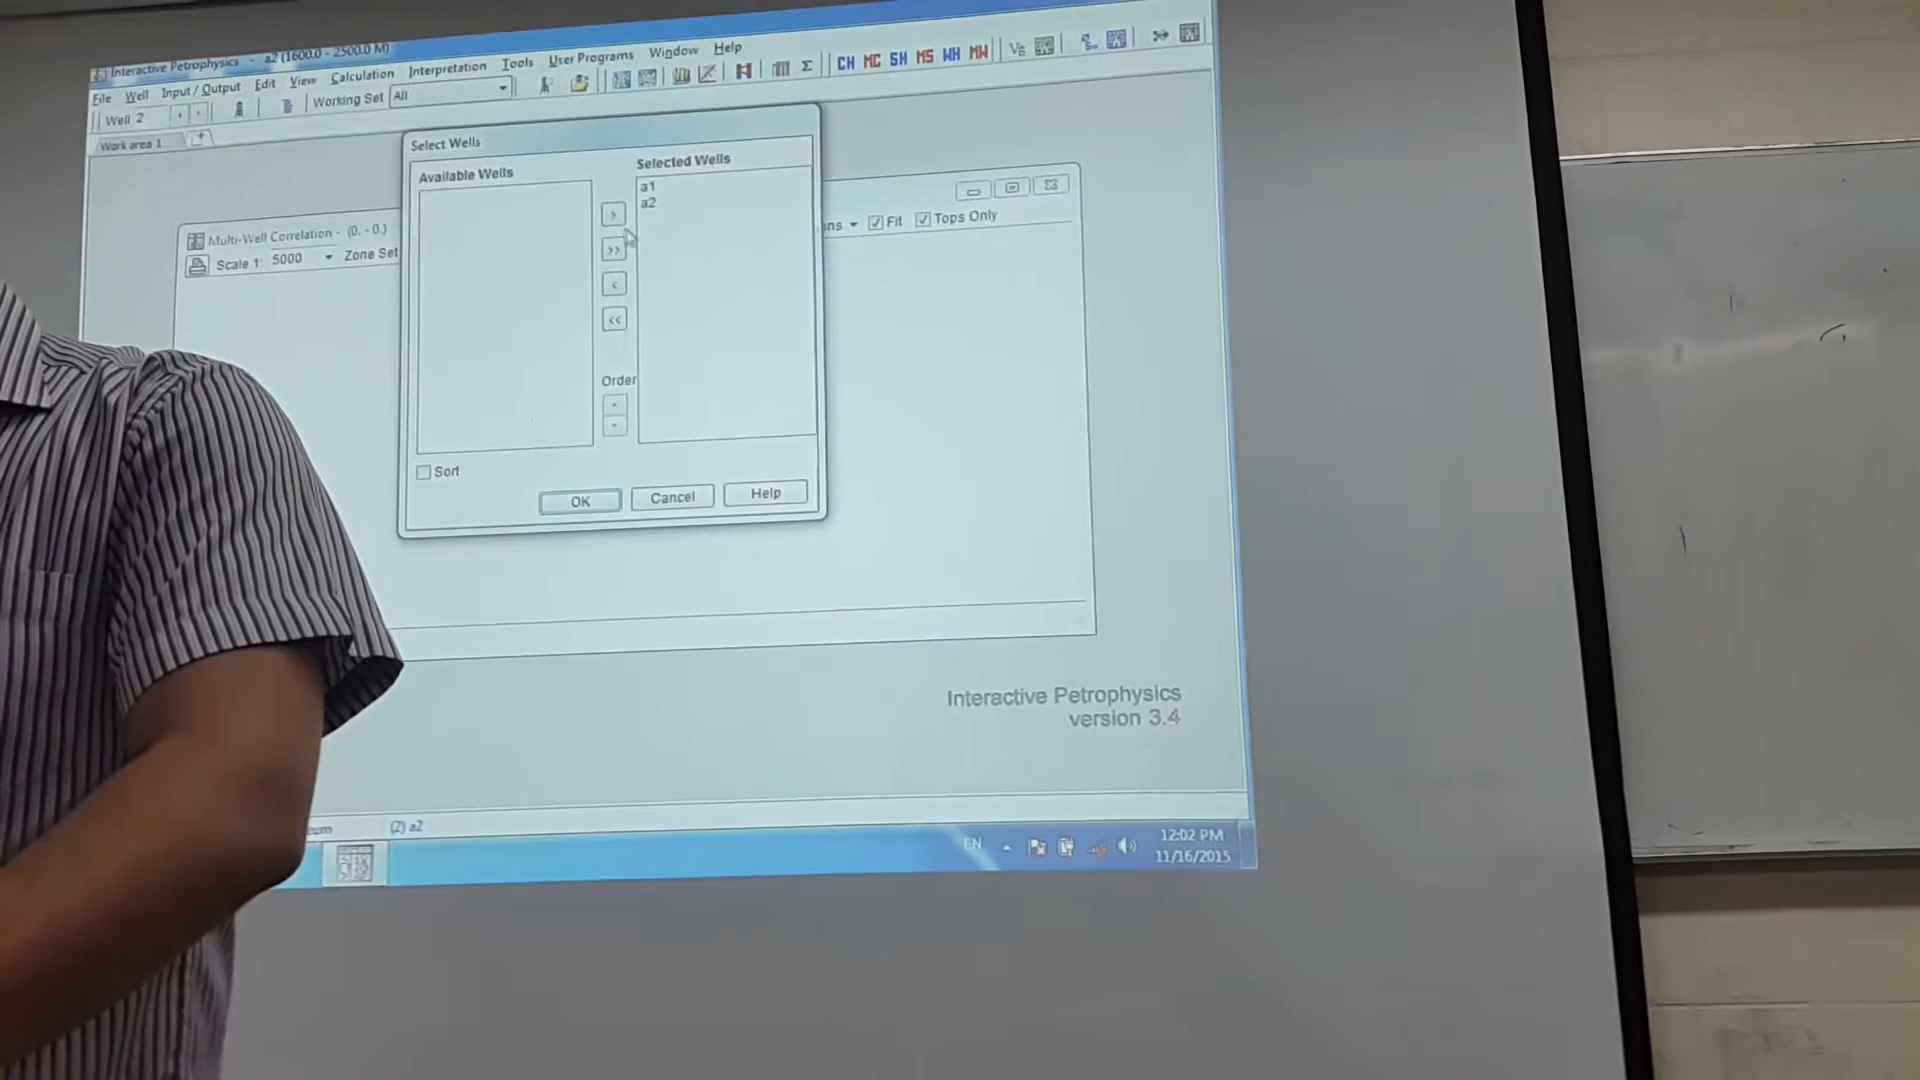 Interactive Petrophysics - a2 (1600.0 - 2500.0 M)
File Well Input / Output Edit View Calculation Interpretation Tools User Programs Window Help
Well 2 Working Set All CH MC SH MS WH MW
Work area 1
Select Wells
Available Wells
Selected Wells
a1
a2
>
>>
<
<<
Order
Sort
OK Cancel Help
Multi-Well Correlation - (0. - 0.)
Scale 1: 5000 Zone Set
ns Fit Tops Only
Interactive Petrophysics
version 3.4
(2) a2
EN
12:02 PM
11/16/2015